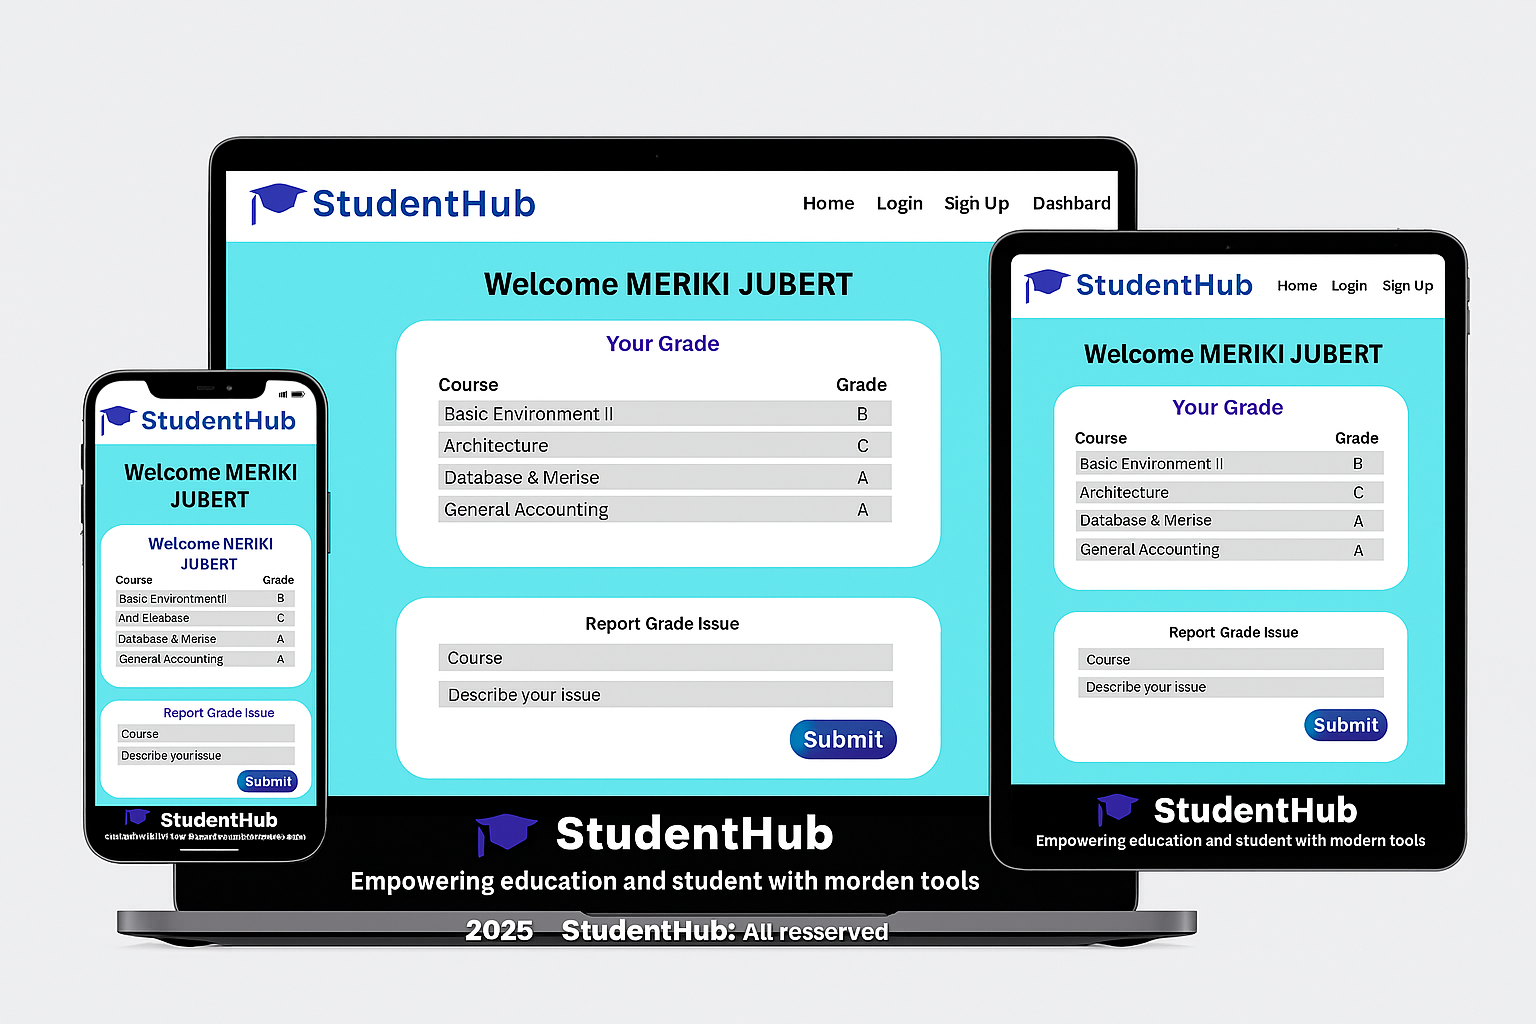 StudentHub
Home Login Sign Up Dashbard
Welcome MERIKI JUBERT
Your Grade
Course Grade
Basic Environment II B
Architecture C
Database & Merise A
General Accounting A
Report Grade Issue
Course
Describe your issue
Submit
StudentHub
Empowering education and student with morden tools
2025 StudentHub: All resserved
StudentHub
Home Login Sign Up
Welcome MERIKI JUBERT
Your Grade
Course Grade
Basic Environment II B
Architecture C
Database & Merise A
General Accounting A
Report Grade Issue
Course
Describe your issue
Submit
StudentHub
Empowering education and student with modern tools
StudentHub
Welcome MERIKI
JUBERT
Welcome NERIKI
JUBERT
Course Grade
Basic EnvirontmentII B
And Eleabase C
Database & Merise A
General Accounting A
Report Grade Issue
Course
Describe yourissue
Submit
StudentHub